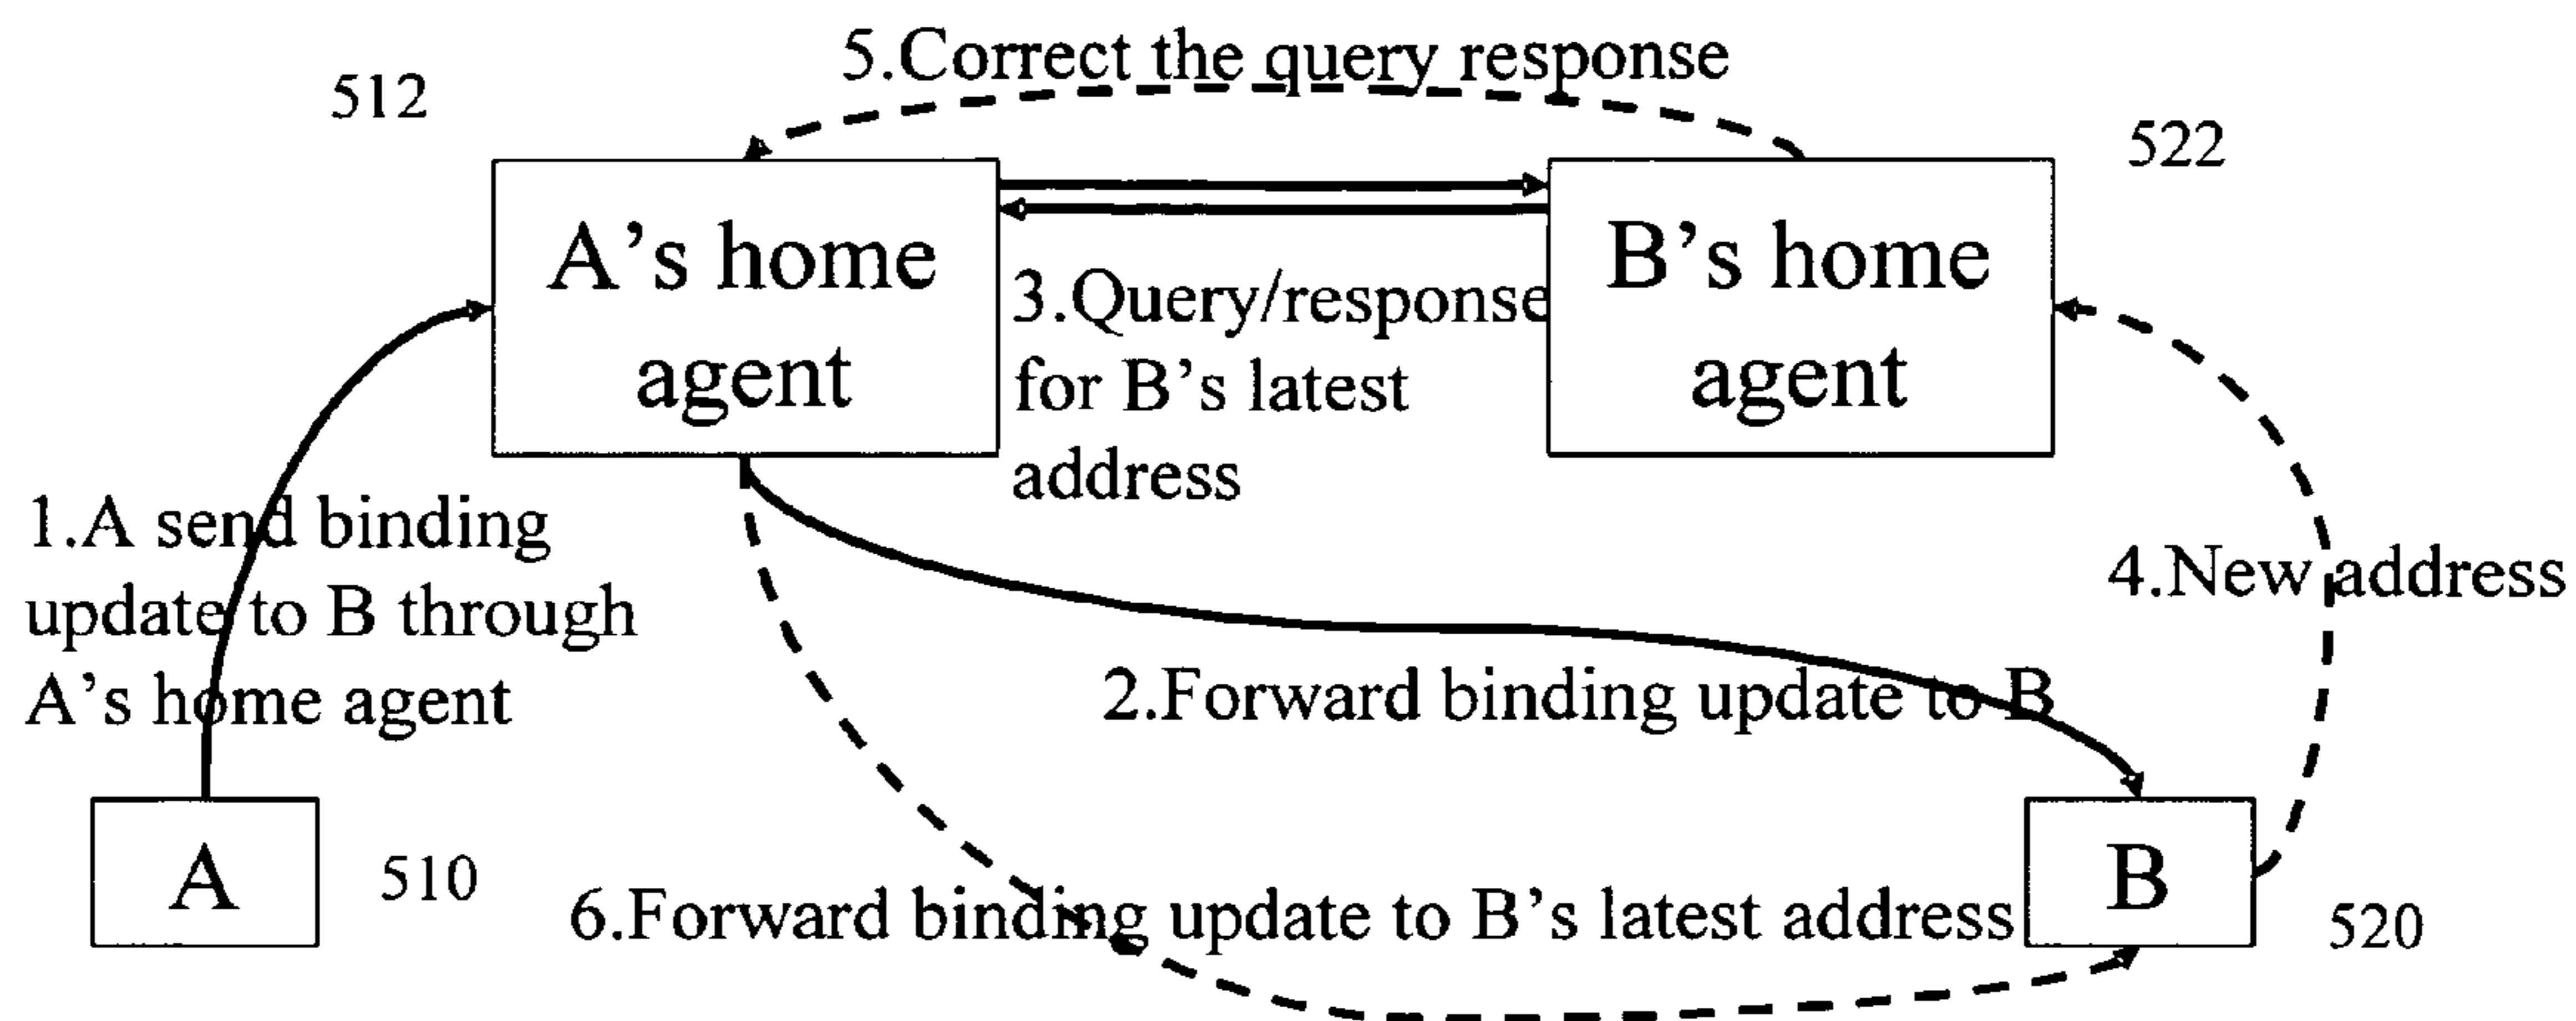 5.Correct the query response
512
522
A's home
agent
B's home
agent
3.Query/response
for B's latest
address
1.A send binding
update to B through
A's home agent
4.New address
2.Forward binding update to B
A
510
6.Forward binding update to B's latest address
B
520